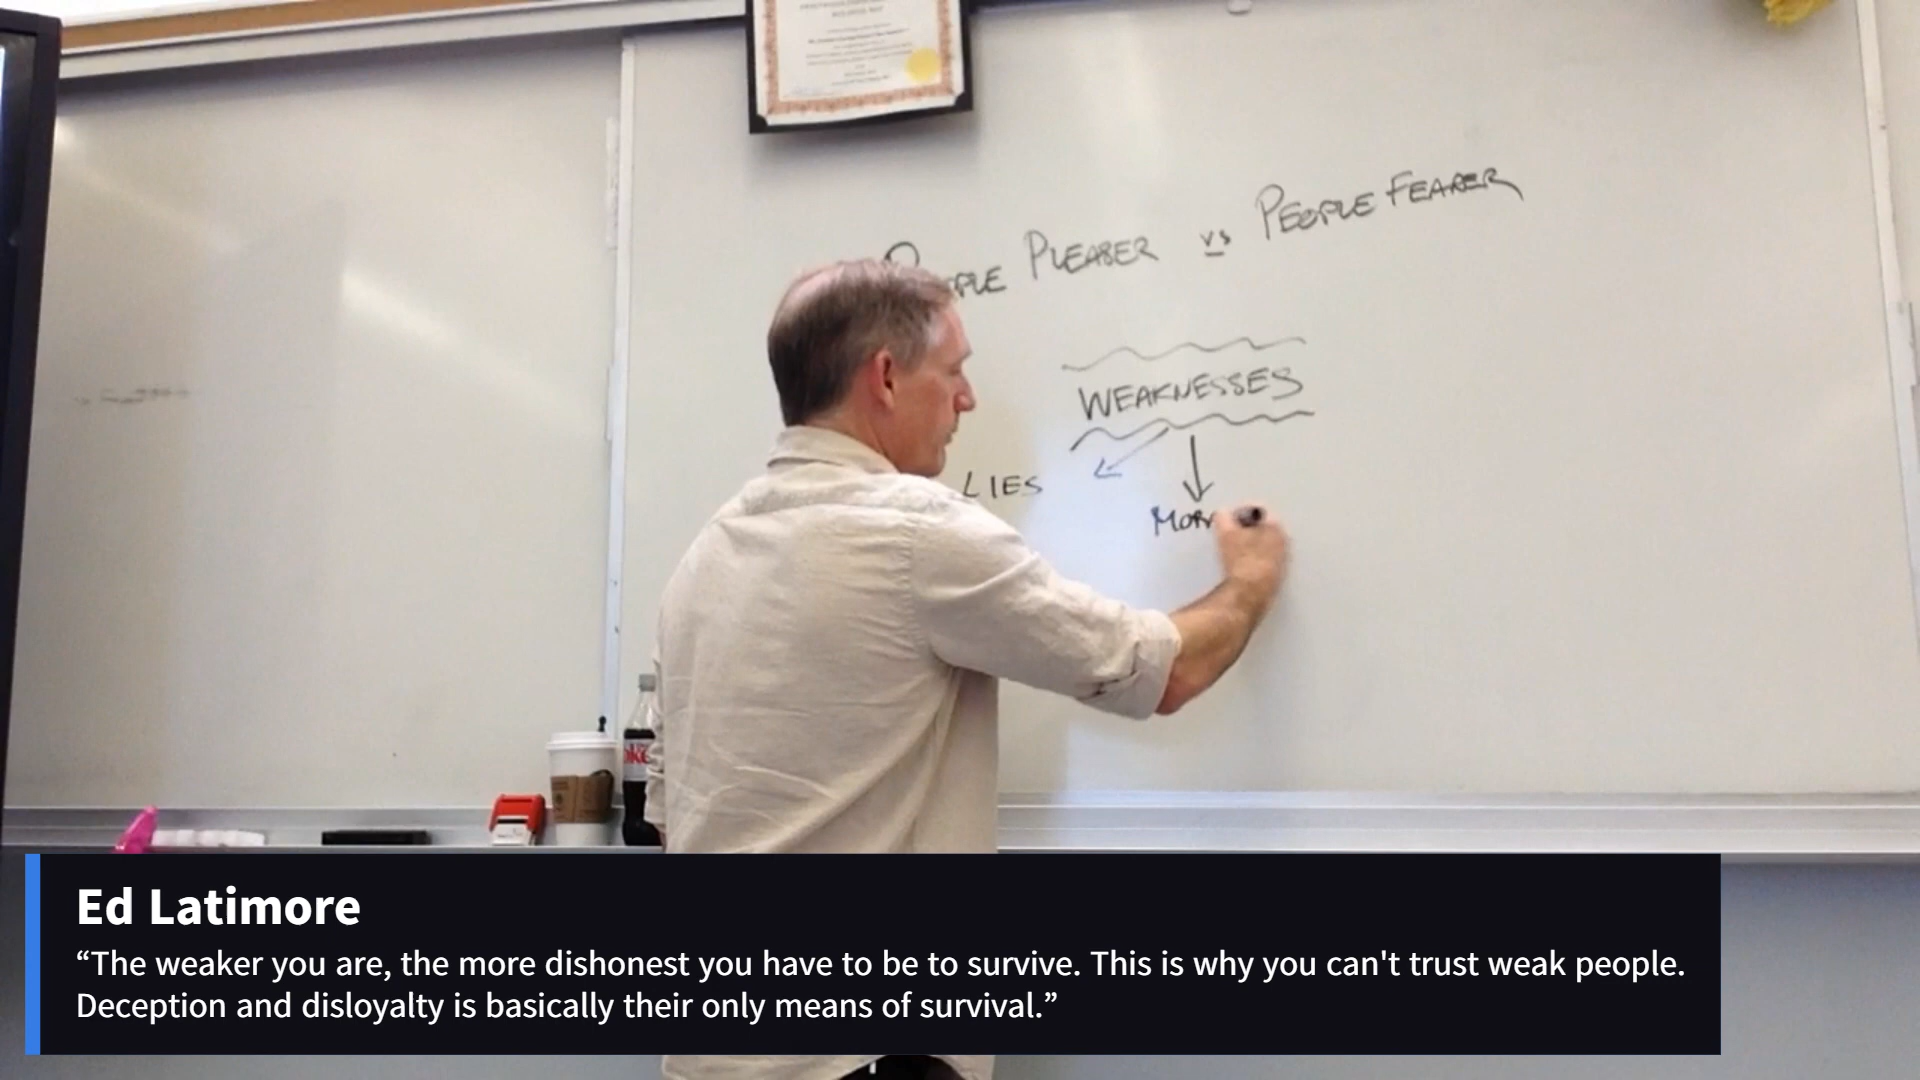 PLEASER vs PEOPLE FEARER
WEAKNESSES
LIES
MOR
Ed Latimore
“The weaker you are, the more dishonest you have to be to survive. This is why you can't trust weak people.
Deception and disloyalty is basically their only means of survival.”